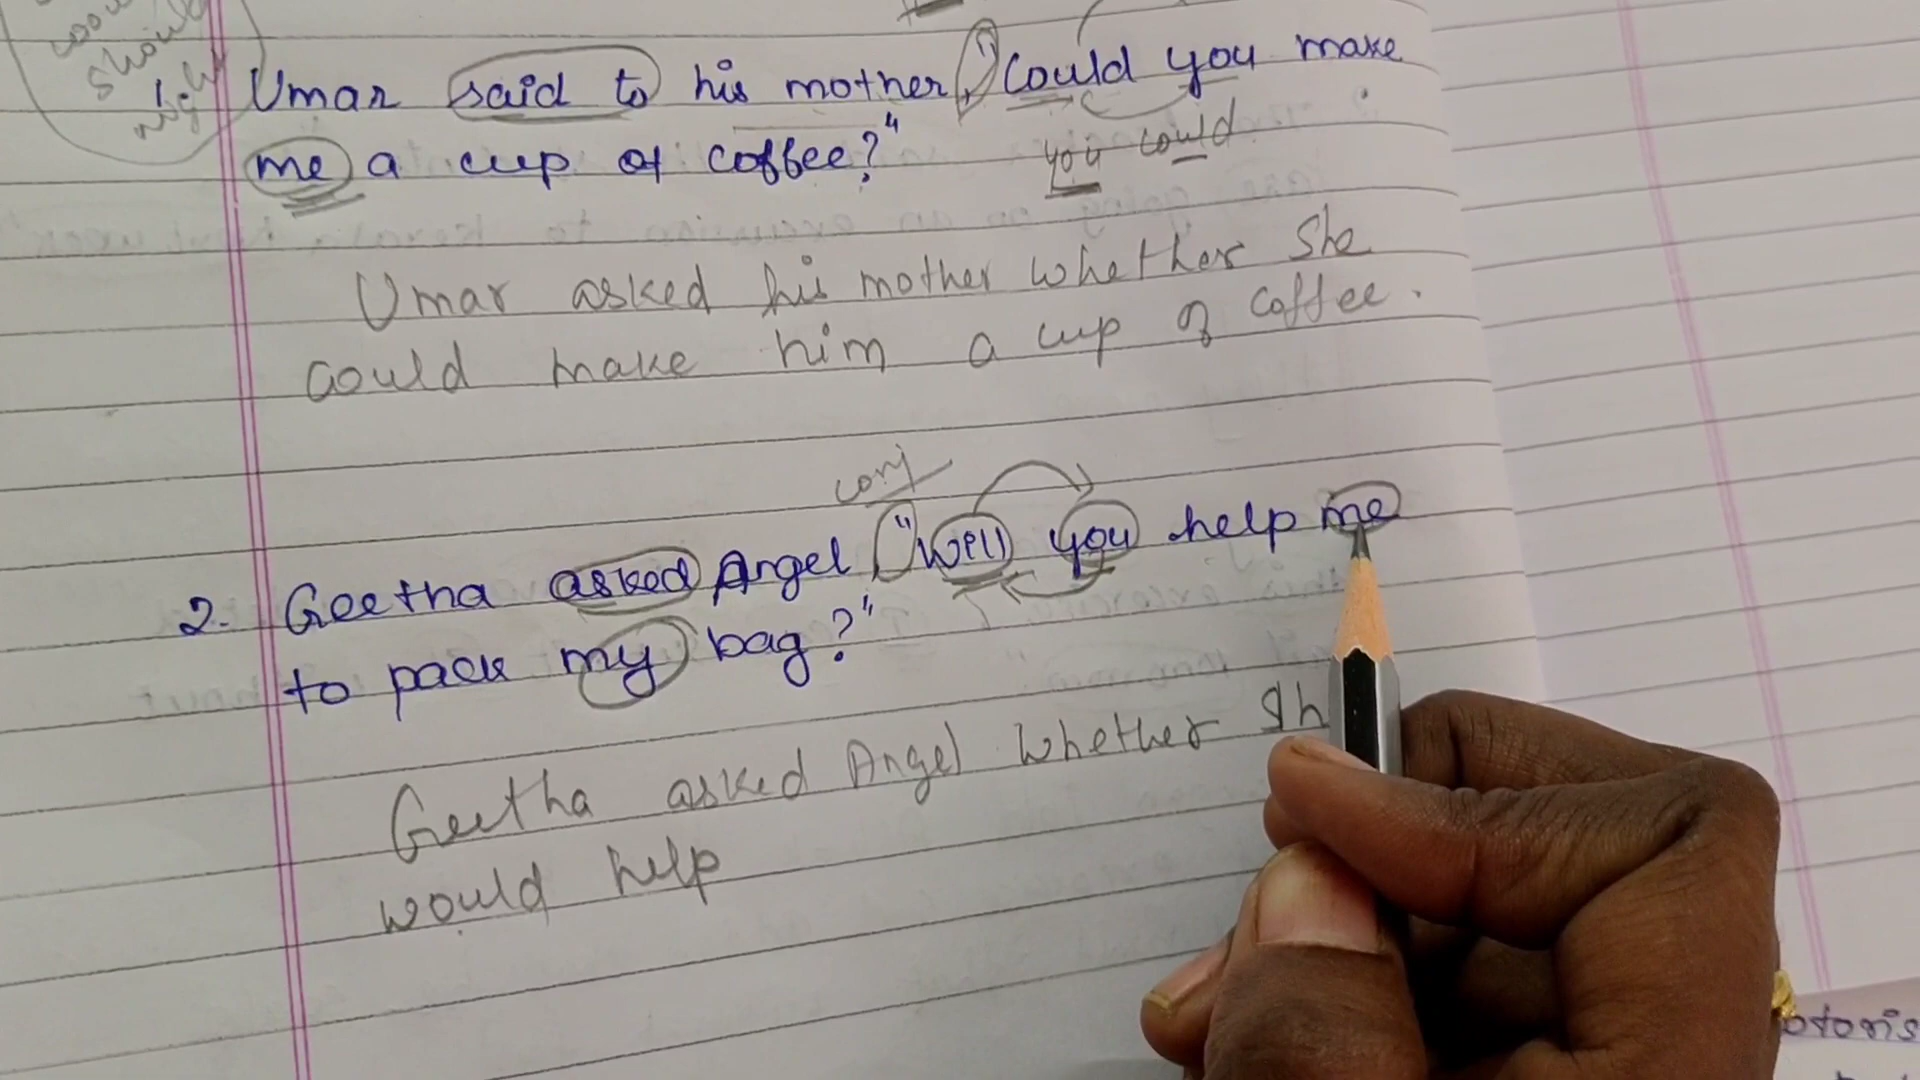 should
1. Umar said to his mother, "Could you make
me a cup of coffee?"
you could
Umar asked his mother whether She
could make him a cup of coffee.
conj
2. Geetha asked Angel "Will you help me
to pack my bag?"
Geetha asked Angel Whether Sh
would help